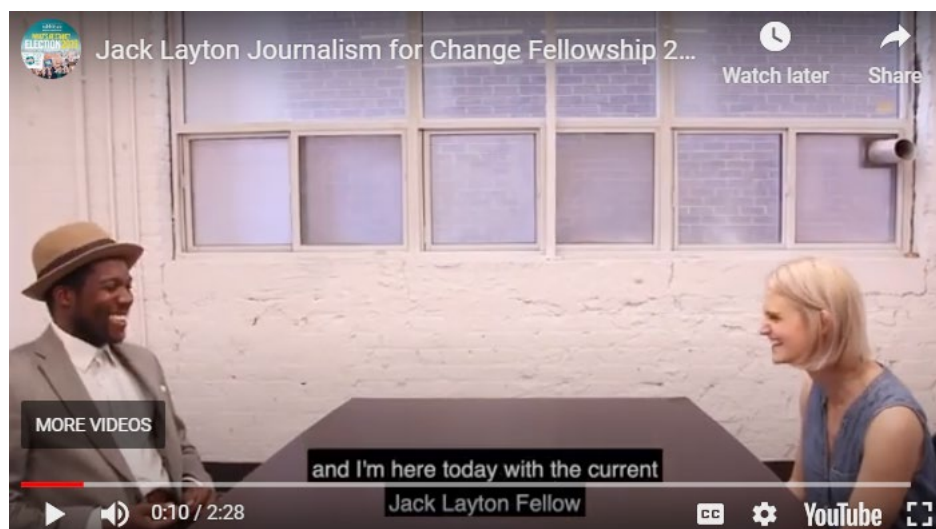 Jack Layton Journalism for Change Fellowship 2...
Watch later
Share
MORE VIDEOS
and I'm here today with the current
Jack Layton Fellow
0:10 / 2:28
CC
YouTube